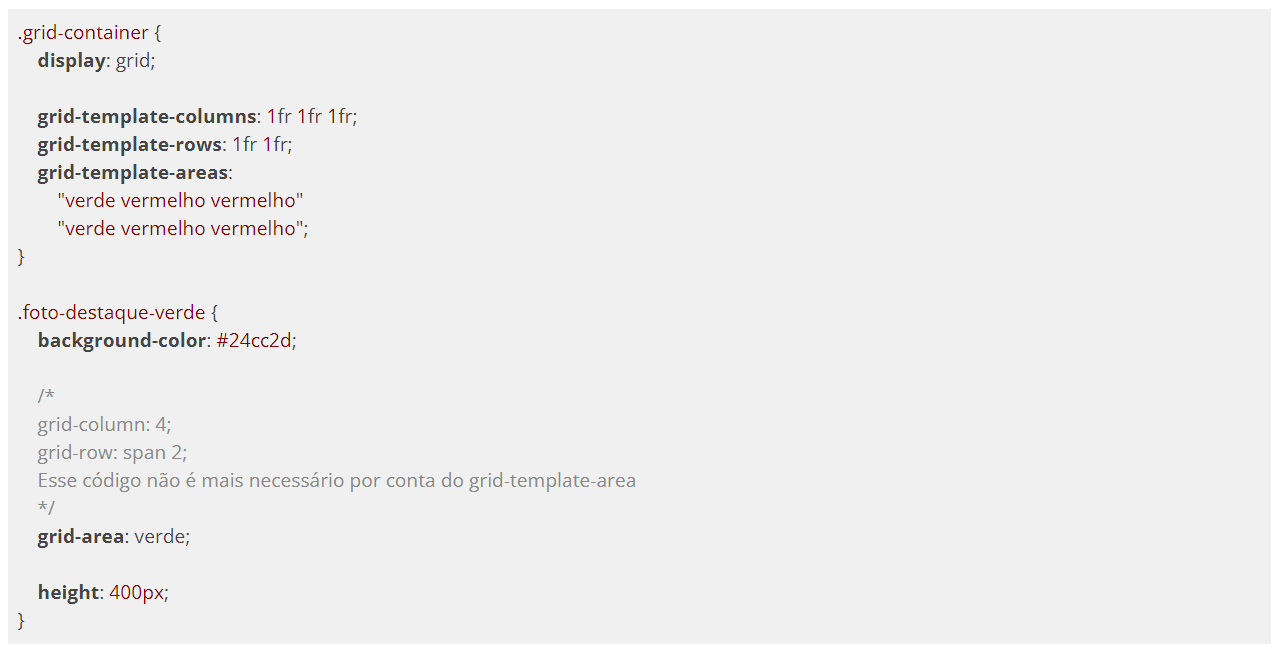 .grid-container {
display: grid;
grid-template-columns: 1fr 1fr 1fr;
grid-template-rows: 1fr 1fr;
grid-template-areas:
"verde vermelho vermelho"
"verde vermelho vermelho";
}
.foto-destaque-verde {
background-color: #24cc2d;
/*
grid-column: 4;
grid-row: span 2;
Esse código não é mais necessário por conta do grid-template-area
*/
grid-area: verde;
height: 400px;
}